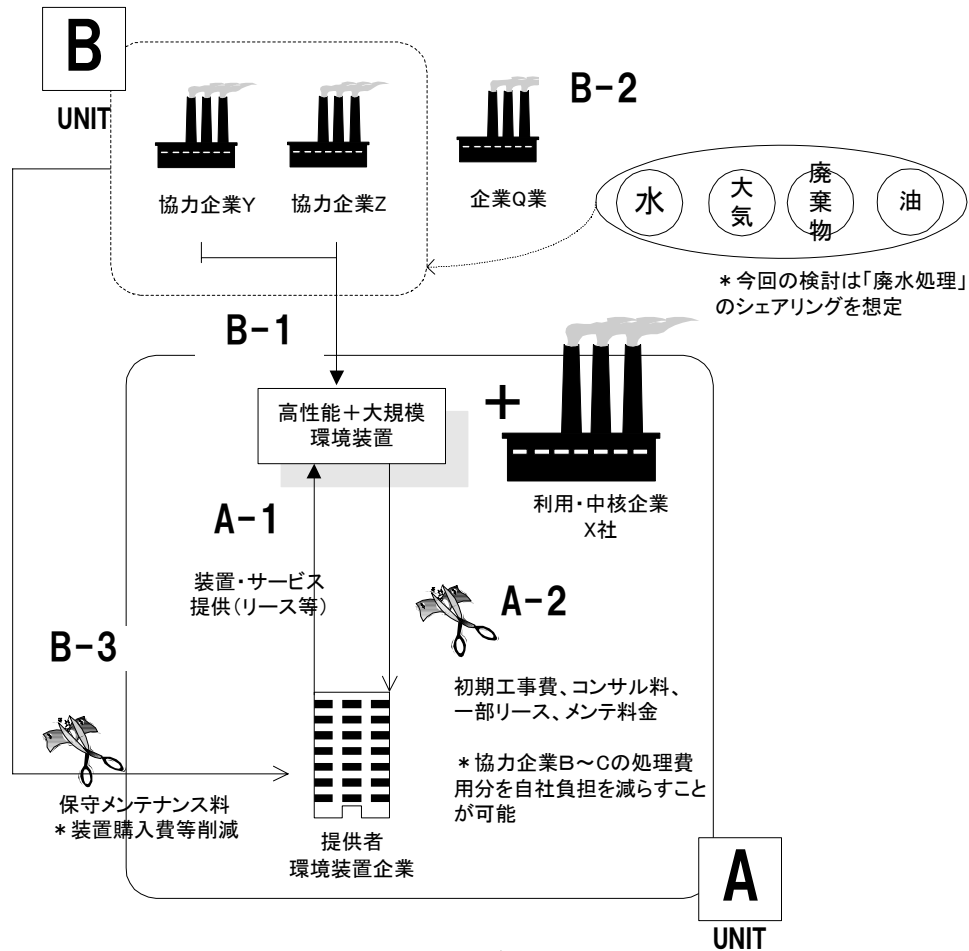 B
UNIT
協力企業Y
協力企業Z
企業Q業
B-2
水
大気
廃棄物
油
＊今回の検討は「廃水処理」
のシェアリングを想定
B-1
高性能＋大規模
環境装置
+
利用・中核企業
X社
A-1
装置・サービス
提供(リース等)
A-2
初期工事費、コンサル料、
一部リース、メンテ料金
＊協力企業B～Cの処理費
用分を自社負担を減らすこと
が可能
B-3
保守メンテナンス料
＊装置購入費等削減
提供者
環境装置企業
A
UNIT